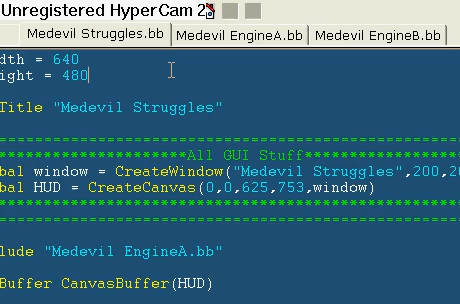 Unregistered HyperCam 2
Medevil Struggles.bb Medevil EngineA.bb Medevil EngineB.bb
dth = 640
ight = 480
Title "Medevil Struggles"
==================================================
********************All GUI Stuff*****************
bal window = CreateWindow("Medevil Struggles",200,20
bal HUD = CreateCanvas(0,0,625,753,window)
**************************************************
==================================================
lude "Medevil EngineA.bb"
Buffer CanvasBuffer(HUD)